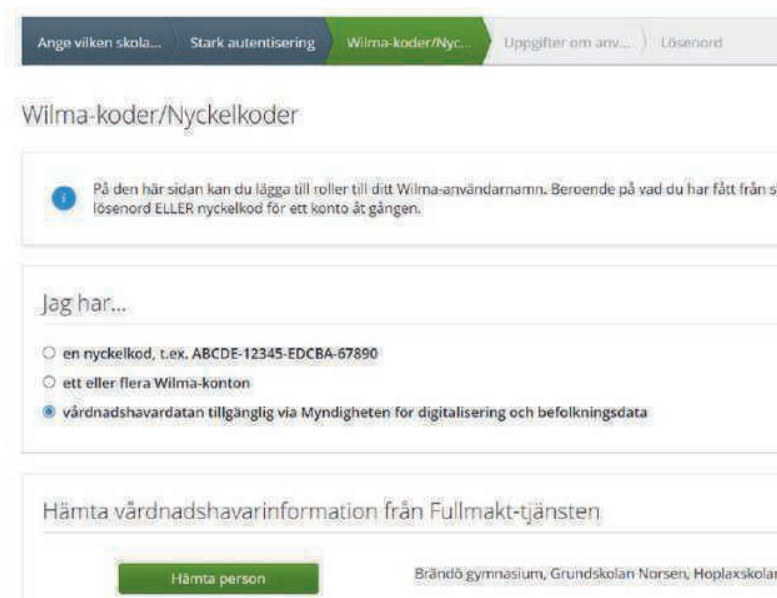 Ange vilken skola... Stark autentisering Wilma-koder/Nyc... Uppgifter om anv... Lösenord
Wilma-koder/Nyckelkoder
På den här sidan kan du lägga till roller till ditt Wilma-användarnamn. Beroende på vad du har fått från s
lösenord ELLER nyckelkod för ett konto åt gången.
Jag har...
en nyckelkod, t.ex. ABCDE-12345-EDCBA-67890
ett eller flera Wilma-konton
vårdnadshavardatan tillgänglig via Myndigheten för digitalisering och befolkningsdata
Hämta vårdnadshavarinformation från Fullmakt-tjänsten
Hämta person
Brändö gymnasium, Grundskolan Norsen, Hoplaxskolan